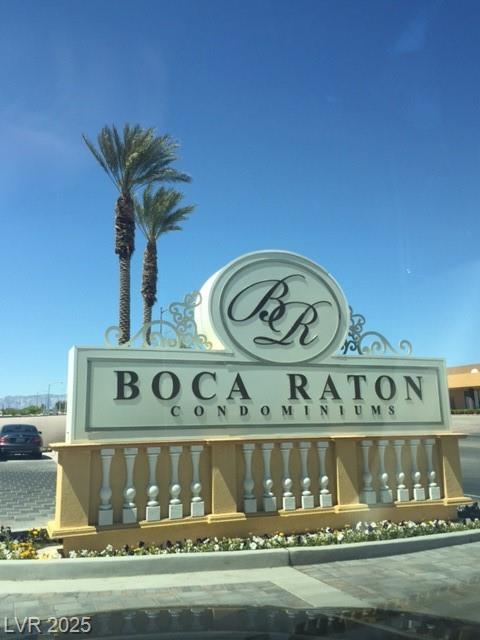 BR
BOCA RATON
CONDOMINIUMS
LVR 2025